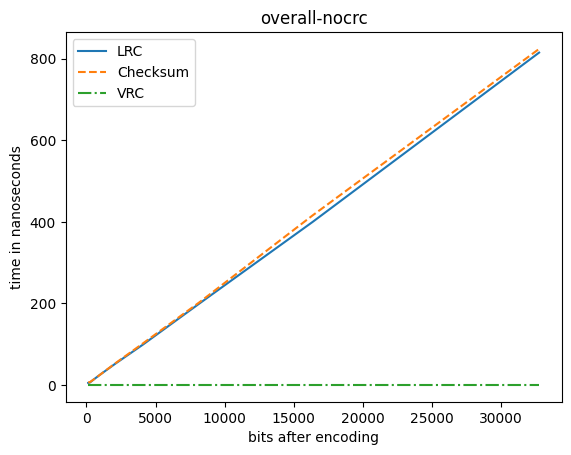 overall-nocrc
LRC
Checksum
VRC
time in nanoseconds
800
600
400
200
0
0 5000 10000 15000 20000 25000 30000
bits after encoding